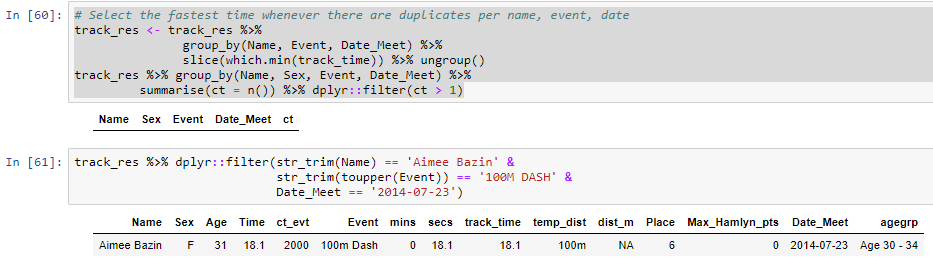 In [60]: # Select the fastest time whenever there are duplicates per name, event, date
track_res <- track_res %>%
group_by(Name, Event, Date_Meet) %>%
slice(which.min(track_time)) %>% ungroup()
track_res %>% group_by(Name, Sex, Event, Date_Meet) %>%
summarise(ct = n()) %>% dplyr::filter(ct > 1)
Name Sex Event Date_Meet ct
In [61]: track_res %>% dplyr::filter(str_trim(Name) == 'Aimee Bazin' &
str_trim(toupper(Event)) == '100M DASH' &
Date_Meet == '2014-07-23')
Name Sex Age Time ct_evt Event mins secs track_time temp_dist dist_m Place Max_Hamlyn_pts Date_Meet agegrp
Aimee Bazin F 31 18.1 2000 100m Dash 0 18.1 18.1 100m NA 6 0 2014-07-23 Age 30 - 34